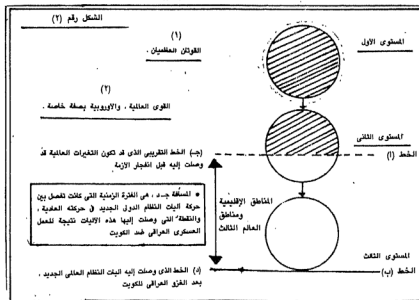 الشكل رقم (٢)
المستوى الأول
(١)
القوتان العظميان .
(٢)
القوى العالمية ، والأوروبية بصفة خاصة .
المستوى الثانى
الخط (أ)
(جـ) الخط التقريبى الذى قد تكون التغيرات العالمية قد
وصلت إليه قبل انفجار الأزمة
• المسافة جـ ـ د ، هى الفترة الزمنية التى كانت تفصل بين
حركة آليات النظام الدولى الجديد فى حركته العادية ،
والنقطة التى وصلت إليها هذه الآليات نتيجة للعمل
العسكرى العراقى ضد الكويت
المناطق الإقليمية
ومناطق
العالم الثالث
المستوى الثالث
الخط (ب)
(د) الخط الذى وصلت إليه آليات النظام العالمى الجديد ،
بعد الغزو العراقى للكويت